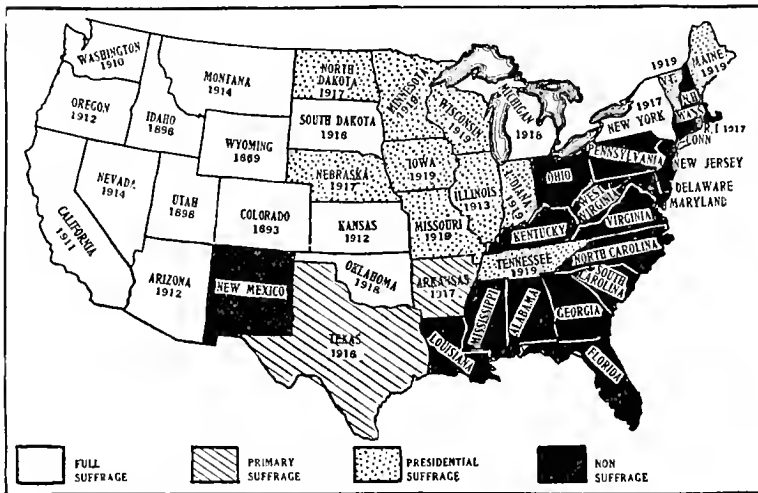 WASHINGTON
1910
OREGON
1912
CALIFORNIA
1911
NEVADA
1914
IDAHO
1896
MONTANA
1914
WYOMING
1869
UTAH
1896
ARIZONA
1912
COLORADO
1893
NEW MEXICO
NORTH
DAKOTA
1917
SOUTH DAKOTA
1916
NEBRASKA
1917
KANSAS
1912
OKLAHOMA
1918
TEXAS
1918
MINNESOTA
1919
IOWA
1919
MISSOURI
1919
ARKANSAS
1917
LOUISIANA
WISCONSIN
1919
ILLINOIS
1913
MICHIGAN
1918
INDIANA
1919
OHIO
KENTUCKY
TENNESSEE
1919
MISSISSIPPI
ALABAMA
GEORGIA
FLORIDA
SOUTH
CAROLINA
NORTH CAROLINA
VIRGINIA
WEST
VIRGINIA
PENNSYLVANIA
1917
NEW YORK
1919
VT.
N.H.
MAINE
1919
MASS.
R.I 1917
CONN
NEW JERSEY
DELAWARE
MARYLAND
FULL
SUFFRAGE
PRIMARY
SUFFRAGE
PRESIDENTIAL
SUFFRAGE
NON
SUFFRAGE